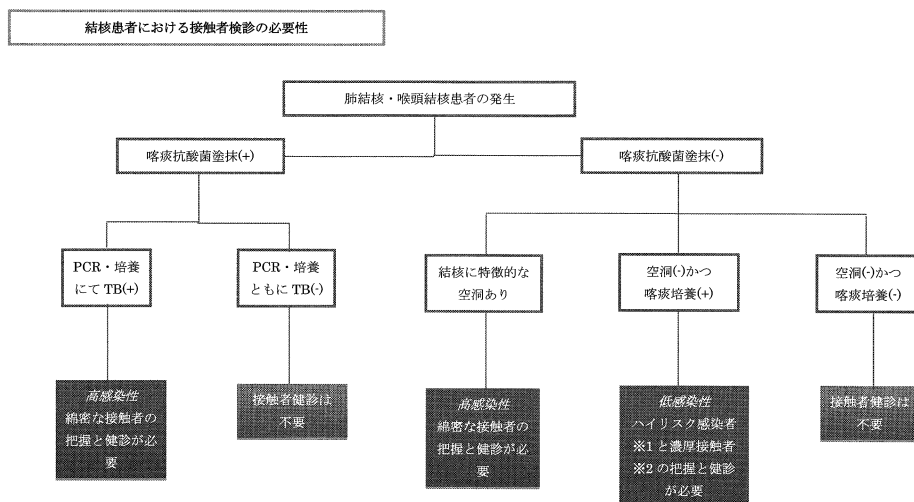 結核患者における接触者検診の必要性
肺結核・喉頭結核患者の発生
喀痰抗酸菌塗抹(+)
喀痰抗酸菌塗抹(-)
PCR・培養
にて TB(+)
PCR・培養
ともに TB(-)
結核に特徴的な
空洞あり
空洞(-)かつ
喀痰培養(+)
空洞(-)かつ
喀痰培養(-)
高感染性
綿密な接触者の
把握と健診が必
要
接触者健診は
不要
高感染性
綿密な接触者の
把握と健診が必
要
低感染性
ハイリスク感染者
※1と濃厚接触者
※2の把握と健診
が必要
接触者健診は
不要